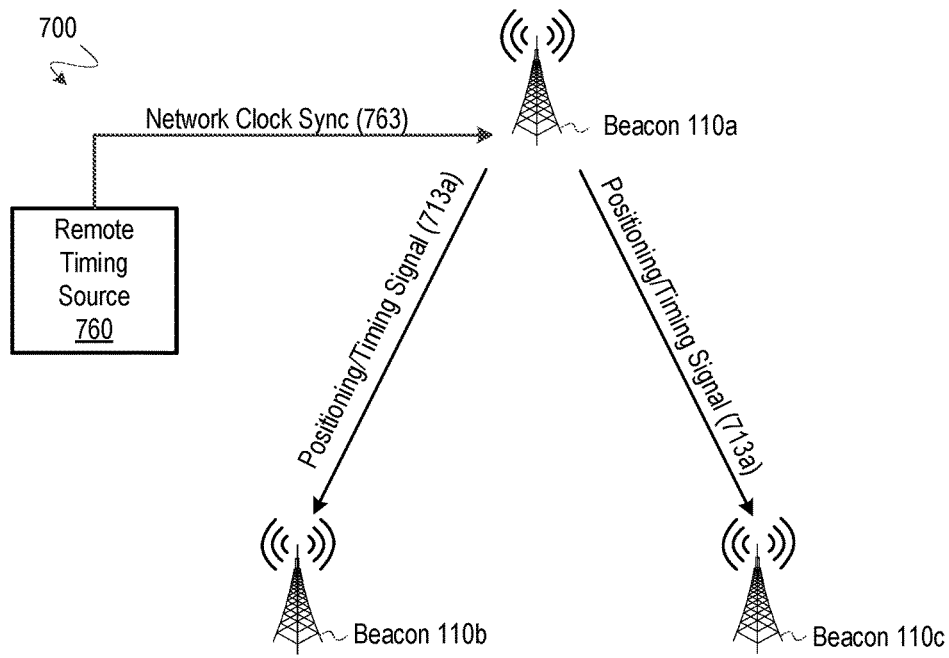 700
Network Clock Sync (763)
Beacon 110a
Remote
Timing
Source
760
Positioning/Timing Signal (713a)
Positioning/Timing Signal (713a)
Beacon 110b
Beacon 110c